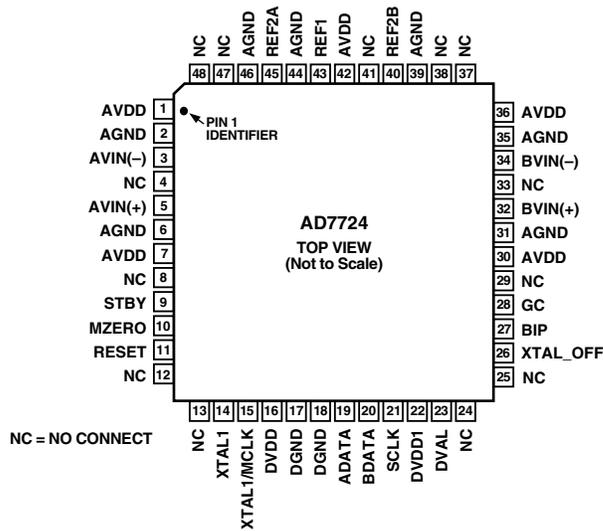 NC
NC
AGND
REF2A
AGND
REF1
AVDD
NC
REF2B
AGND
NC
NC
48 47 46 45 44 43 42 41 40 39 38 37
AVDD 1
AGND 2
AVIN(–) 3
NC 4
AVIN(+) 5
AGND 6
AVDD 7
NC 8
STBY 9
MZERO 10
RESET 11
NC 12
PIN 1
IDENTIFIER
AD7724
TOP VIEW
(Not to Scale)
36 AVDD
35 AGND
34 BVIN(–)
33 NC
32 BVIN(+)
31 AGND
30 AVDD
29 NC
28 GC
27 BIP
26 XTAL_OFF
25 NC
13 14 15 16 17 18 19 20 21 22 23 24
NC
XTAL1
XTAL1/MCLK
DVDD
DGND
DGND
ADATA
BDATA
SCLK
DVDD1
DVAL
NC
NC = NO CONNECT